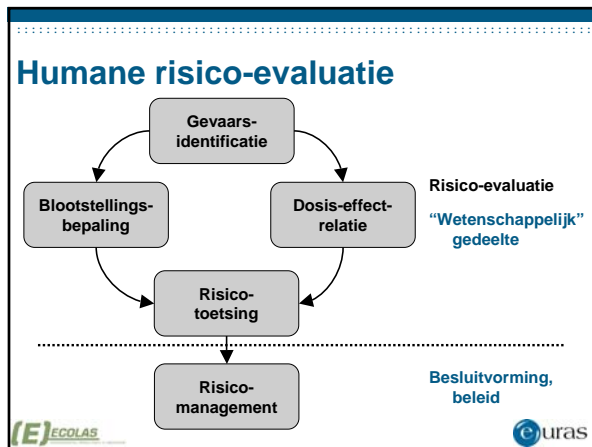 Humane risico-evaluatie
Gevaars-
identificatie
Blootstellings-
bepaling
Dosis-effect-
relatie
Risico-evaluatie
“Wetenschappelijk”
gedeelte
Risico-
toetsing
Risico-
management
Besluitvorming,
beleid
(E) ECOLAS
euras